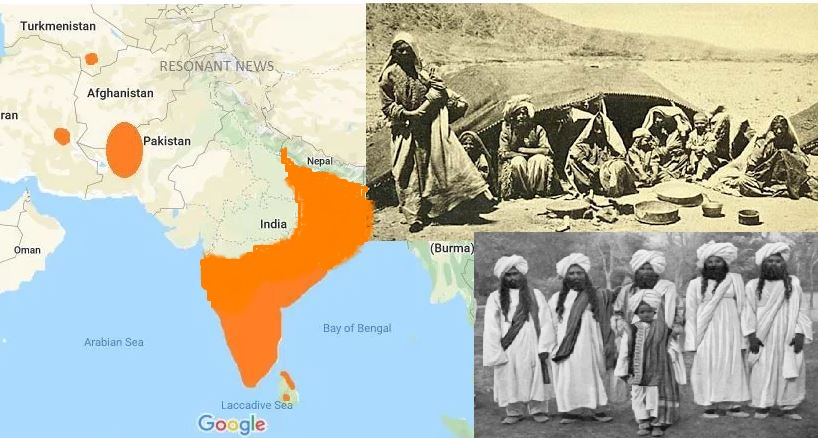 Turkmenistan
RESONANT NEWS
Afghanistan
ran
Pakistan
Nepal
India
Oman
(Burma)
Arabian Sea
Bay of Bengal
Laccadive Sea
Google